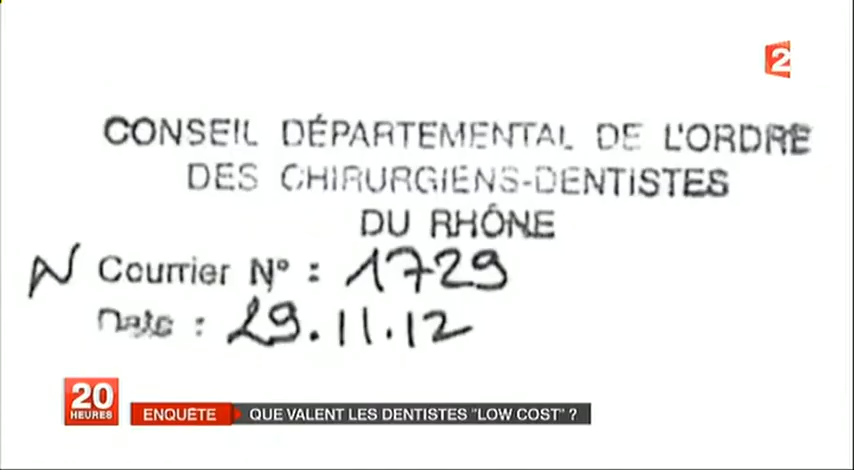 2
CONSEIL DÉPARTEMENTAL DE L'ORDRE
DES CHIRURGIENS-DENTISTES
DU RHÔNE
N Courrier N° : 1729
Date : 29.11.12
20
HEURES
ENQUÊTE
QUE VALENT LES DENTISTES "LOW COST" ?